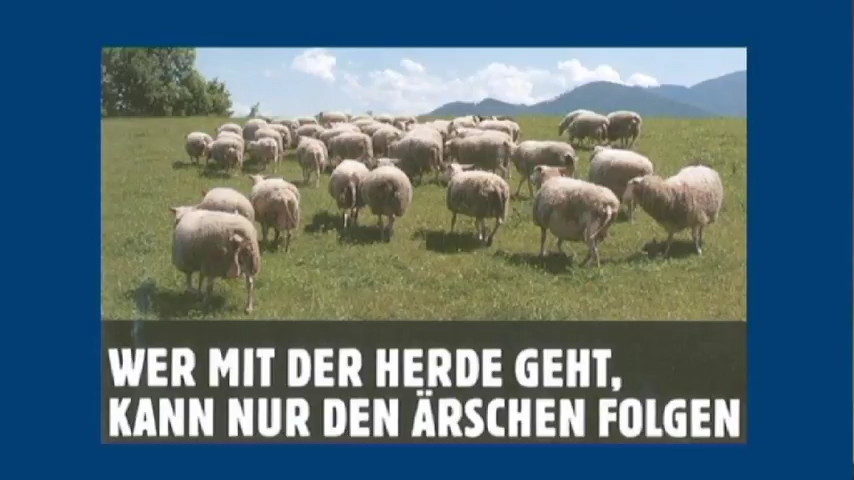 WER MIT DER HERDE GEHT,
KANN NUR DEN ÄRSCHEN FOLGEN